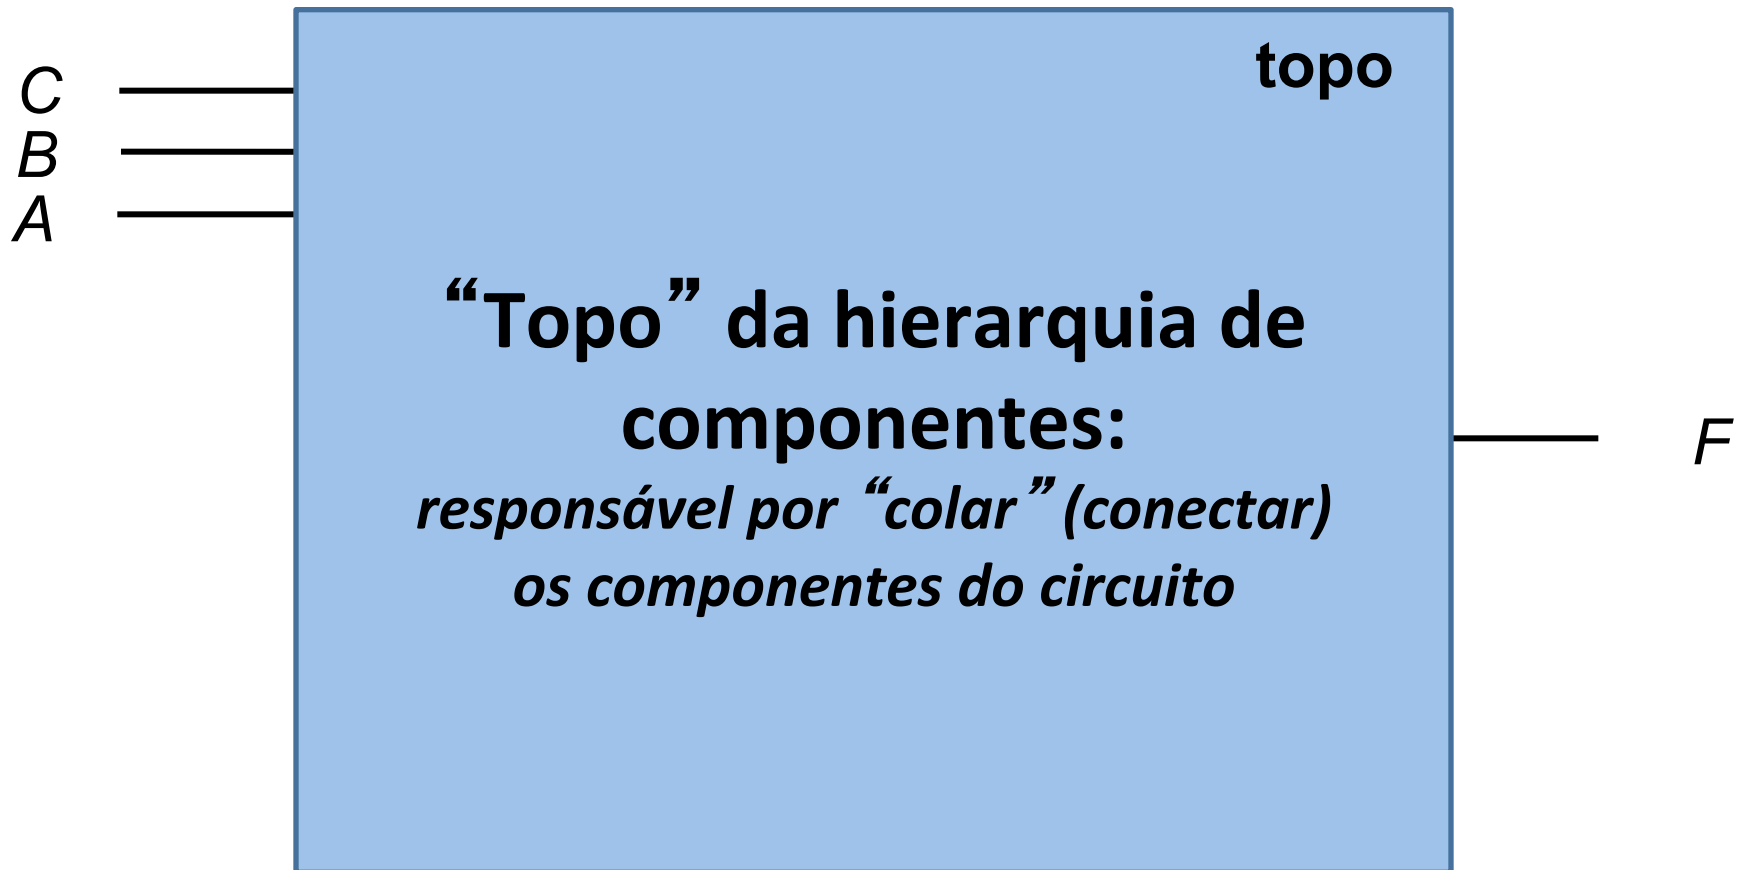 topo
C
B
A
“Topo” da hierarquia de
componentes:
responsável por “colar” (conectar)
os componentes do circuito
F